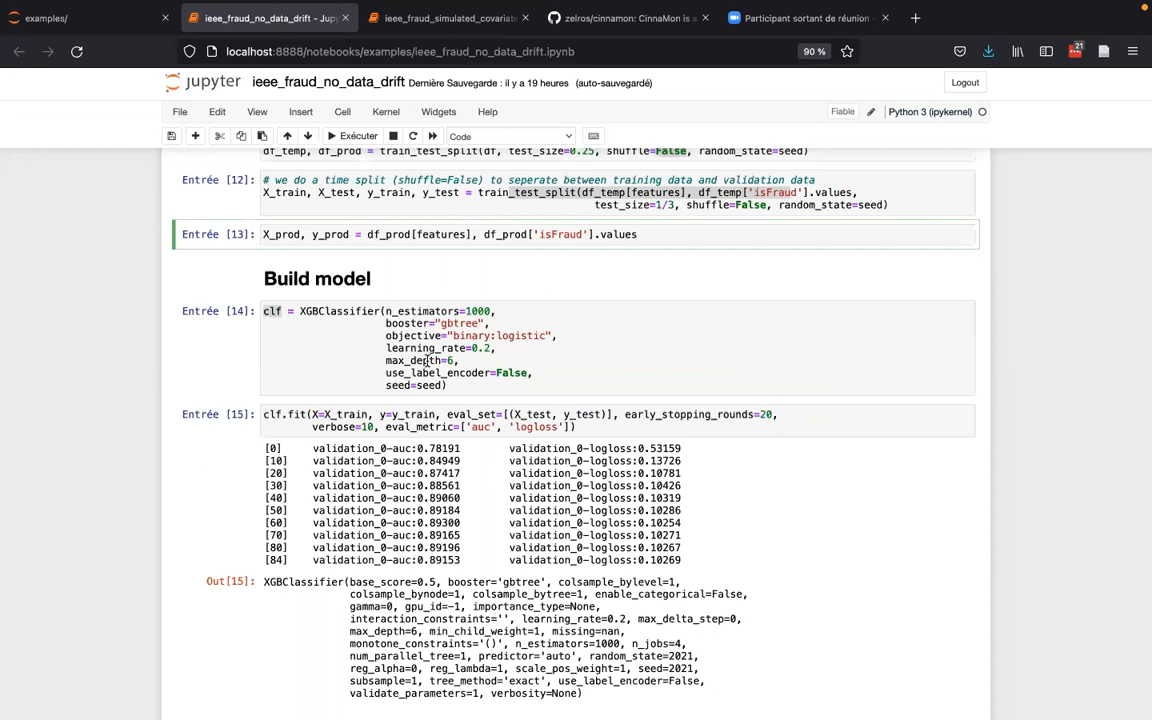 examples/
ieee_fraud_no_data_drift - Jup
ieee_fraud_simulated_covariate
zelros/cinnamon: CinnaMon is a
Participant sortant de réunion -
localhost:8888/notebooks/examples/ieee_fraud_no_data_drift.ipynb
90 %
21
jupyter ieee_fraud_no_data_drift Dernière Sauvegarde : il y a 19 heures (auto-sauvegardé)
Logout
File Edit View Insert Cell Kernel Widgets Help
Fiable
Python 3 (ipykernel)
Exécuter
Code
df_temp, df_prod = train_test_split(df, test_size=0.25, shuffle=False, random_state=seed)
Entrée [12]:
# we do a time split (shuffle=False) to seperate between training data and validation data
X_train, X_test, y_train, y_test = train_test_split(df_temp[features], df_temp['isFraud'].values,
test_size=1/3, shuffle=False, random_state=seed)
Entrée [13]: X_prod, y_prod = df_prod[features], df_prod['isFraud'].values
Build model
Entrée [14]: clf = XGBClassifier(n_estimators=1000,
booster="gbtree",
objective="binary:logistic",
learning_rate=0.2,
max_depth=6,
use_label_encoder=False,
seed=seed)
Entrée [15]: clf.fit(X=X_train, y=y_train, eval_set=[(X_test, y_test)], early_stopping_rounds=20,
verbose=10, eval_metric=['auc', 'logloss'])
[0] validation_0-auc:0.78191 validation_0-logloss:0.53159
[10] validation_0-auc:0.84949 validation_0-logloss:0.13726
[20] validation_0-auc:0.87417 validation_0-logloss:0.10781
[30] validation_0-auc:0.88561 validation_0-logloss:0.10426
[40] validation_0-auc:0.89060 validation_0-logloss:0.10319
[50] validation_0-auc:0.89184 validation_0-logloss:0.10286
[60] validation_0-auc:0.89300 validation_0-logloss:0.10254
[70] validation_0-auc:0.89165 validation_0-logloss:0.10271
[80] validation_0-auc:0.89196 validation_0-logloss:0.10267
[84] validation_0-auc:0.89153 validation_0-logloss:0.10269
Out[15]: XGBClassifier(base_score=0.5, booster='gbtree', colsample_bylevel=1,
colsample_bynode=1, colsample_bytree=1, enable_categorical=False,
gamma=0, gpu_id=-1, importance_type=None,
interaction_constraints='', learning_rate=0.2, max_delta_step=0,
max_depth=6, min_child_weight=1, missing=nan,
monotone_constraints='()', n_estimators=1000, n_jobs=4,
num_parallel_tree=1, predictor='auto', random_state=2021,
reg_alpha=0, reg_lambda=1, scale_pos_weight=1, seed=2021,
subsample=1, tree_method='exact', use_label_encoder=False,
validate_parameters=1, verbosity=None)